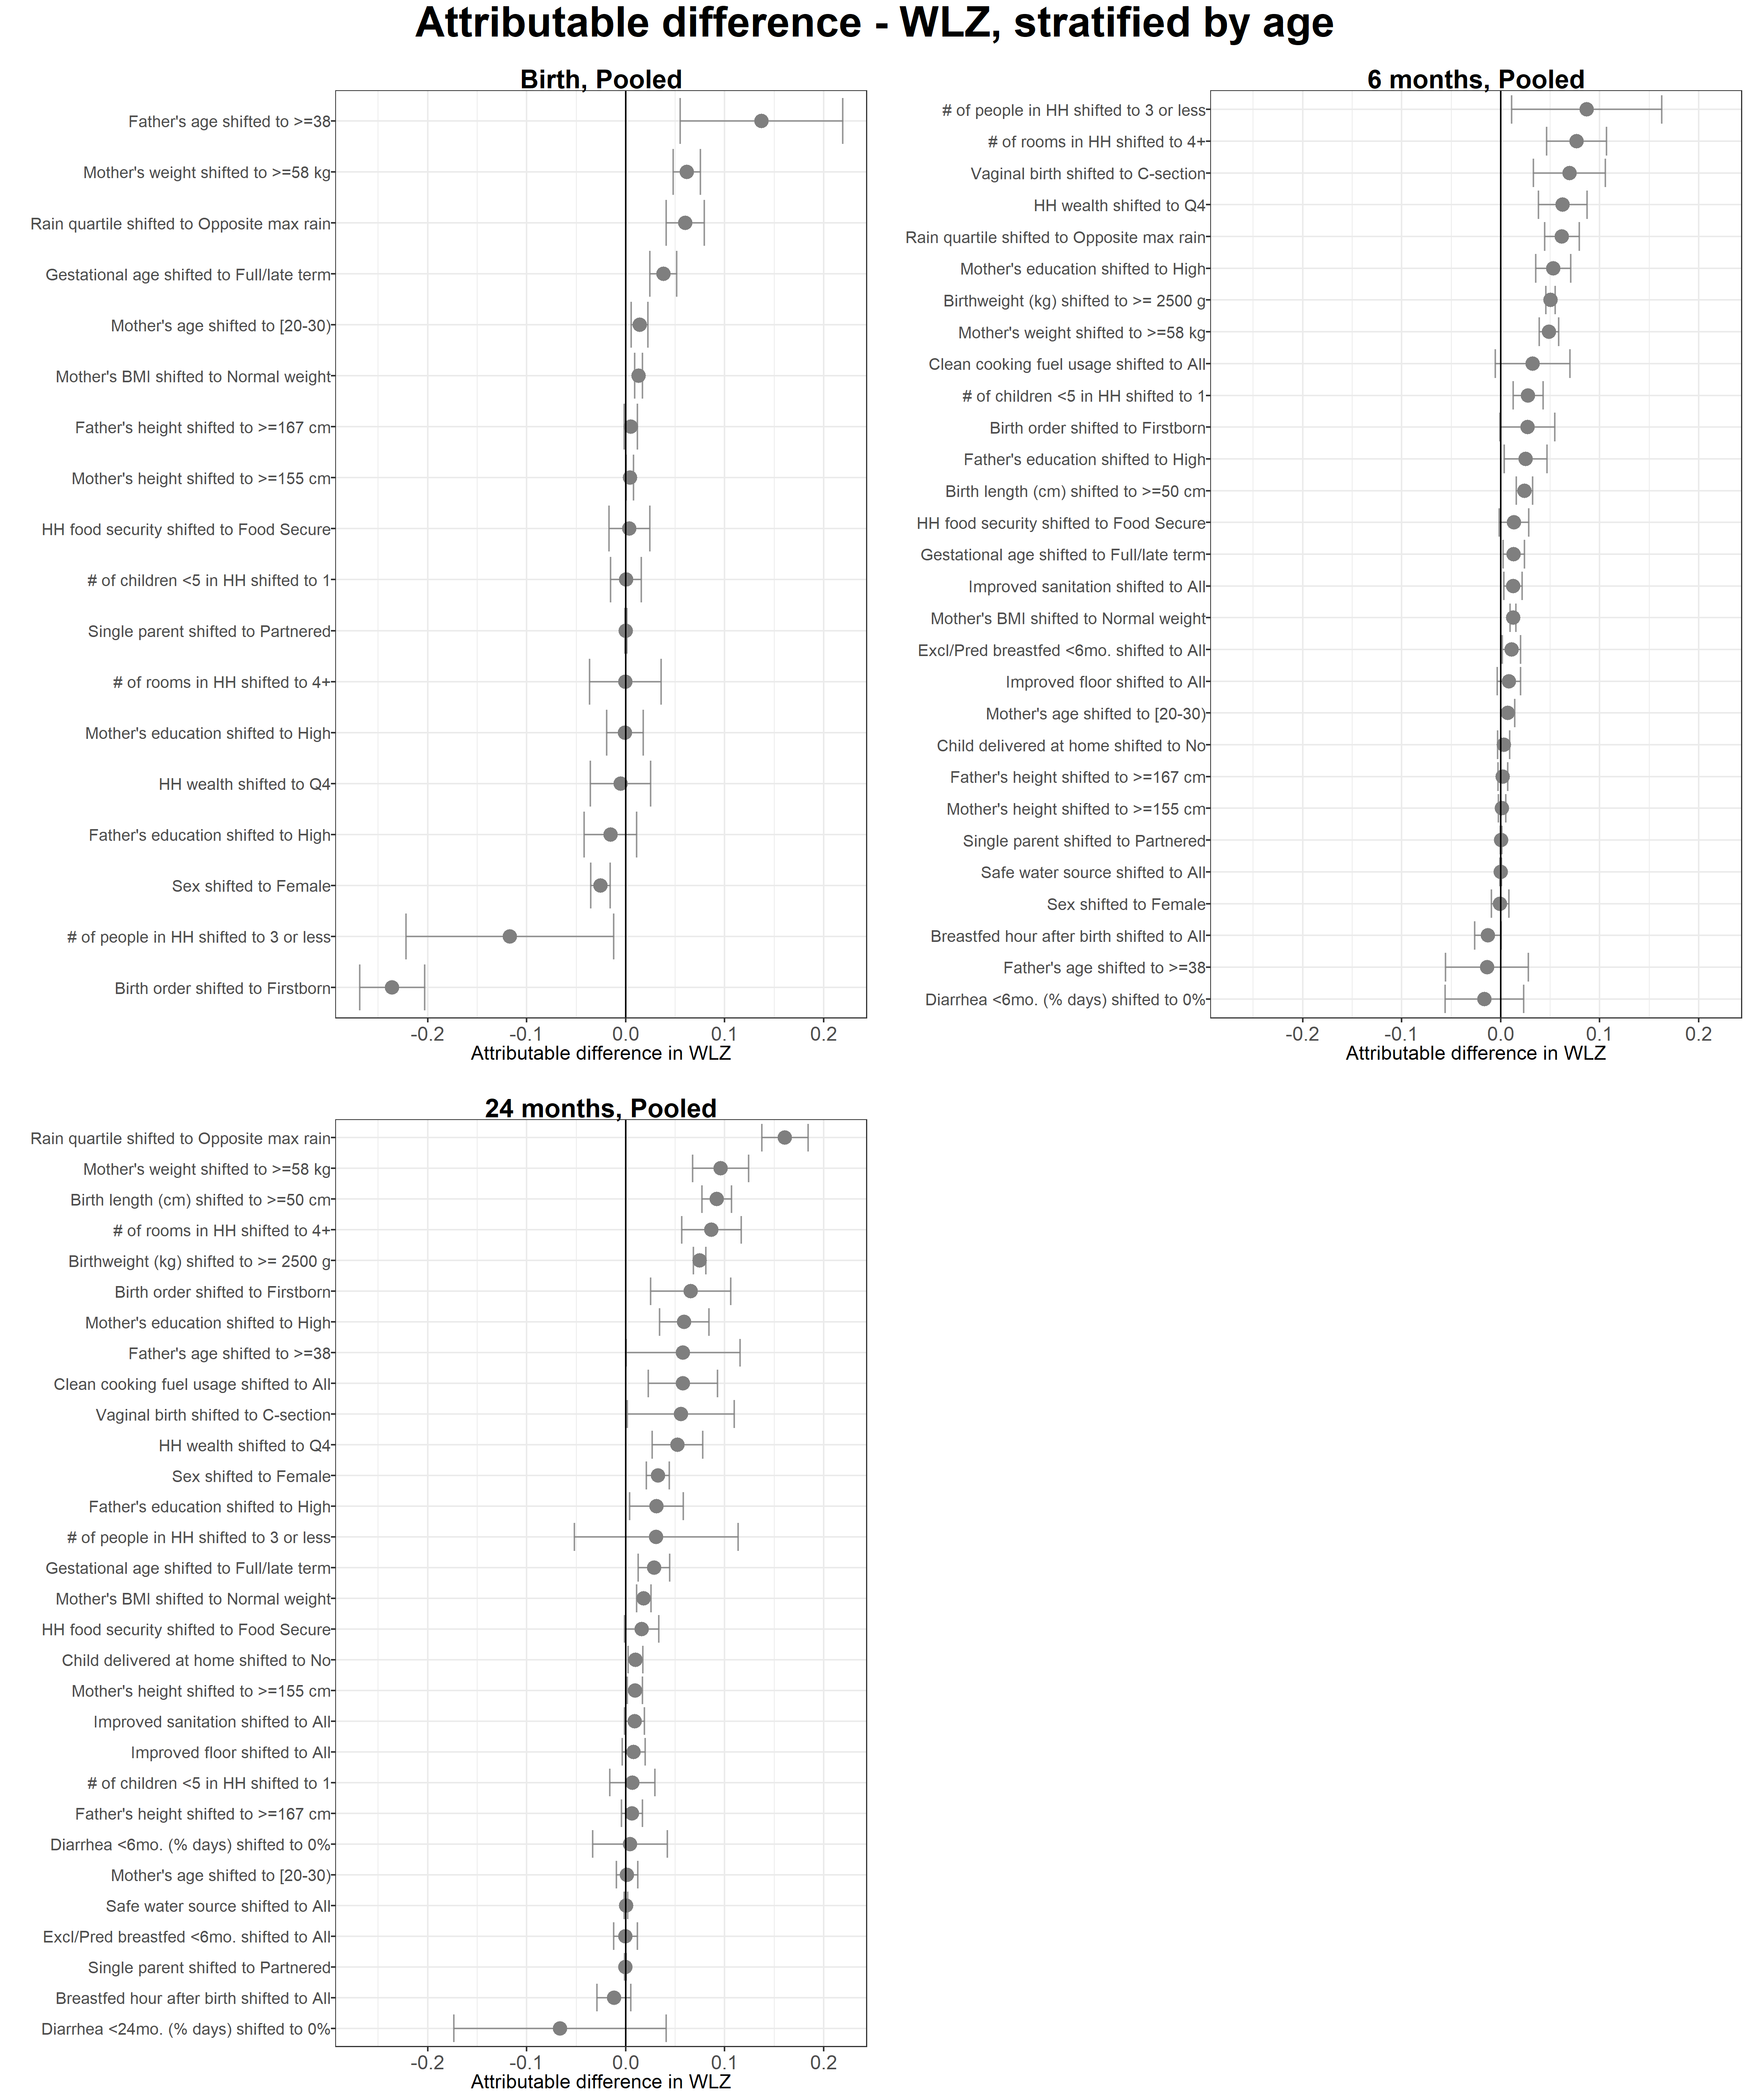 Attributable difference - WLZ, stratified by age
Birth, Pooled
Father's age shifted to >=38
Mother's weight shifted to >=58 kg
Rain quartile shifted to Opposite max rain
Gestational age shifted to Full/late term
Mother's age shifted to [20-30)
Mother's BMI shifted to Normal weight
Father's height shifted to >=167 cm
Mother's height shifted to >=155 cm
HH food security shifted to Food Secure
# of children <5 in HH shifted to 1
Single parent shifted to Partnered
# of rooms in HH shifted to 4+
Mother's education shifted to High
HH wealth shifted to Q4
Father's education shifted to High
Sex shifted to Female
# of people in HH shifted to 3 or less
Birth order shifted to Firstborn
-0.2 -0.1 0.0 0.1 0.2
Attributable difference in WLZ
6 months, Pooled
# of people in HH shifted to 3 or less
# of rooms in HH shifted to 4+
Vaginal birth shifted to C-section
HH wealth shifted to Q4
Rain quartile shifted to Opposite max rain
Mother's education shifted to High
Birthweight (kg) shifted to >= 2500 g
Mother's weight shifted to >=58 kg
Clean cooking fuel usage shifted to All
# of children <5 in HH shifted to 1
Birth order shifted to Firstborn
Father's education shifted to High
Birth length (cm) shifted to >=50 cm
HH food security shifted to Food Secure
Gestational age shifted to Full/late term
Improved sanitation shifted to All
Mother's BMI shifted to Normal weight
Excl/Pred breastfed <6mo. shifted to All
Improved floor shifted to All
Mother's age shifted to [20-30)
Child delivered at home shifted to No
Father's height shifted to >=167 cm
Mother's height shifted to >=155 cm
Single parent shifted to Partnered
Safe water source shifted to All
Sex shifted to Female
Breastfed hour after birth shifted to All
Father's age shifted to >=38
Diarrhea <6mo. (% days) shifted to 0%
-0.2 -0.1 0.0 0.1 0.2
Attributable difference in WLZ
24 months, Pooled
Rain quartile shifted to Opposite max rain
Mother's weight shifted to >=58 kg
Birth length (cm) shifted to >=50 cm
# of rooms in HH shifted to 4+
Birthweight (kg) shifted to >= 2500 g
Birth order shifted to Firstborn
Mother's education shifted to High
Father's age shifted to >=38
Clean cooking fuel usage shifted to All
Vaginal birth shifted to C-section
HH wealth shifted to Q4
Sex shifted to Female
Father's education shifted to High
# of people in HH shifted to 3 or less
Gestational age shifted to Full/late term
Mother's BMI shifted to Normal weight
HH food security shifted to Food Secure
Child delivered at home shifted to No
Mother's height shifted to >=155 cm
Improved sanitation shifted to All
Improved floor shifted to All
# of children <5 in HH shifted to 1
Father's height shifted to >=167 cm
Diarrhea <6mo. (% days) shifted to 0%
Mother's age shifted to [20-30)
Safe water source shifted to All
Excl/Pred breastfed <6mo. shifted to All
Single parent shifted to Partnered
Breastfed hour after birth shifted to All
Diarrhea <24mo. (% days) shifted to 0%
-0.2 -0.1 0.0 0.1 0.2
Attributable difference in WLZ